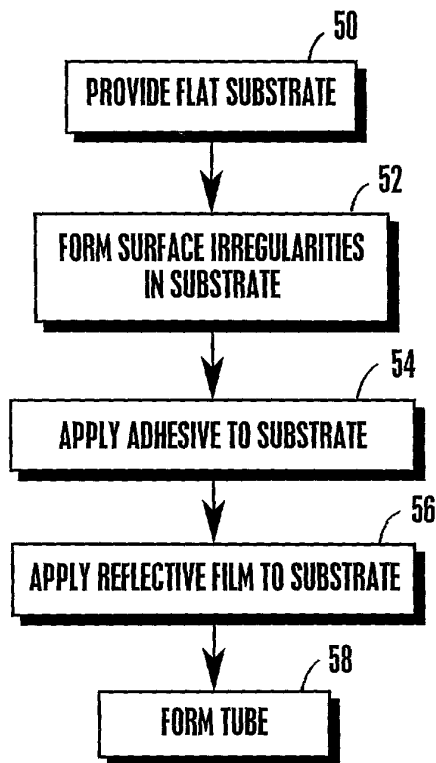 50
PROVIDE FLAT SUBSTRATE
52
FORM SURFACE IRREGULARITIES
IN SUBSTRATE
54
APPLY ADHESIVE TO SUBSTRATE
56
APPLY REFLECTIVE FILM TO SUBSTRATE
58
FORM TUBE